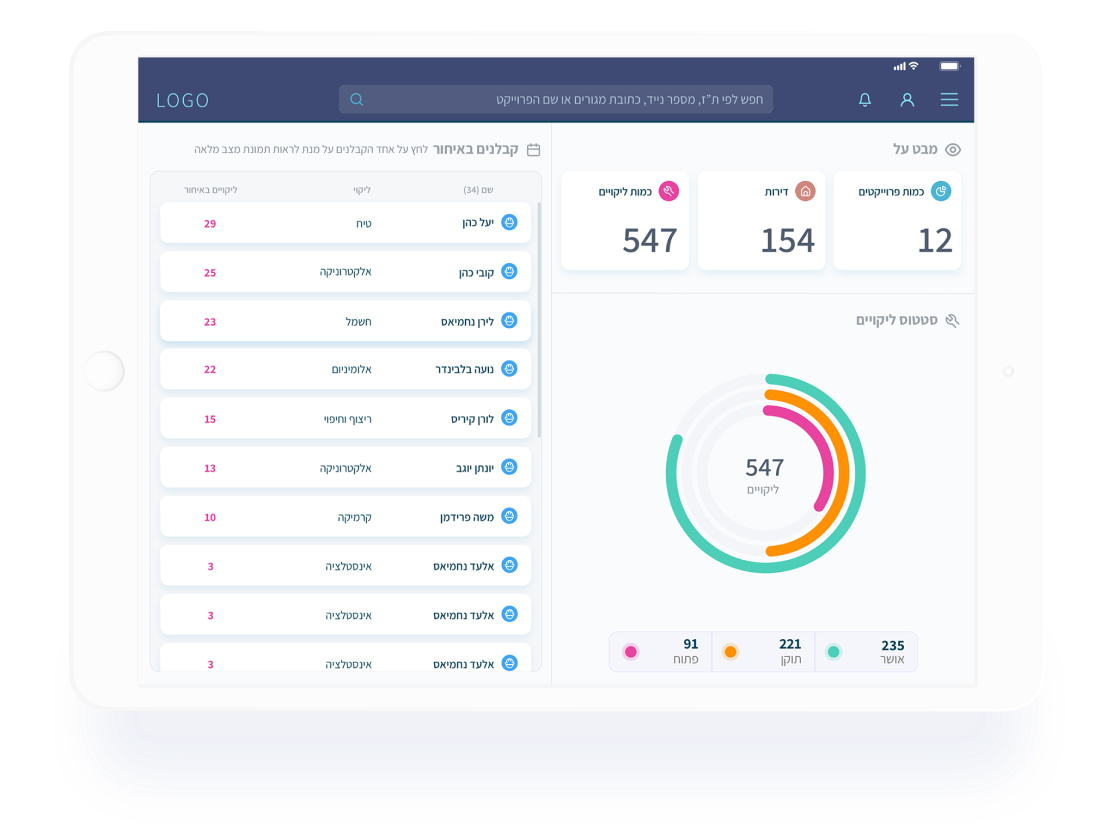 LOGO
חפש לפי ת"ז, מספר נייד, כתובת מגורים או שם הפרוייקט
מבט על
כמות פרוייקטים
12
דירות
154
כמות ליקויים
547
סטטוס ליקויים
547
ליקויים
235
אושר
221
תוקן
91
פתוח
קבלנים באיחור לחץ על אחד הקבלנים על מנת לראות תמונת מצב מלאה
שם (34) ליקוי ליקויים באיחור
יעל כהן טיח 29
קובי כהן אלקטרוניקה 25
לירן נחמיאס חשמל 23
נועה בלבינדר אלומיניום 22
לורן קיריס ריצוף וחיפוי 15
יונתן יוגב אלקטרוניקה 13
משה פרידמן קרמיקה 10
אלעד נחמיאס אינסטלציה 3
אלעד נחמיאס אינסטלציה 3
אלעד נחמיאס אינסטלציה 3